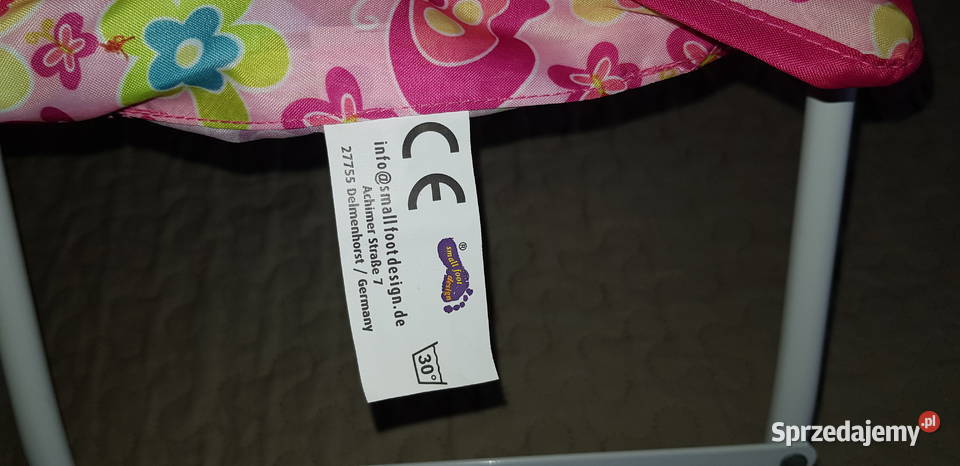 CE
small foot
design
®
info@smallfootdesign.de
Achimer Straße 7
27755 Delmenhorst / Germany
30°
Sprzedajemy.pl